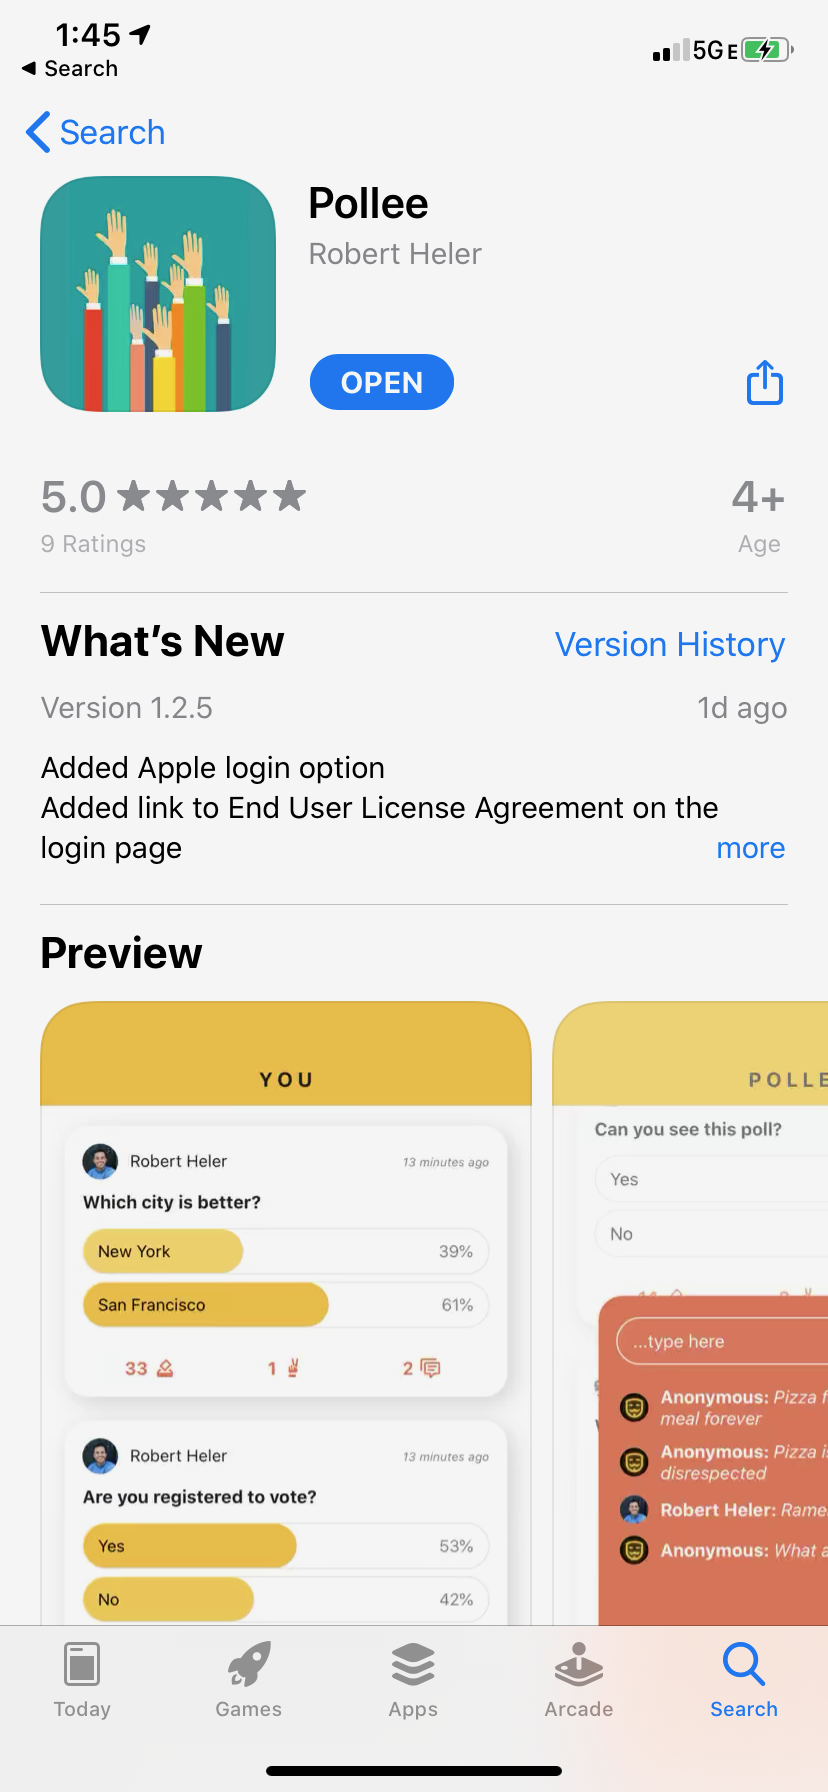 1:45
5G E
◀ Search
Search
Pollee
Robert Heler
OPEN
5.0 ★★★★★
4+
9 Ratings
Age
What's New
Version History
Version 1.2.5
1d ago
Added Apple login option
Added link to End User License Agreement on the
login page
more
Preview
YOU
Robert Heler
13 minutes ago
Which city is better?
New York
39%
San Francisco
61%
33
1
2
Robert Heler
13 minutes ago
Are you registered to vote?
Yes
53%
No
42%
POLLE
Can you see this poll?
Yes
No
...type here
Anonymous: Pizza f
meal forever
Anonymous: Pizza is
disrespected
Robert Heler: Rame
Anonymous: What a
Today
Games
Apps
Arcade
Search